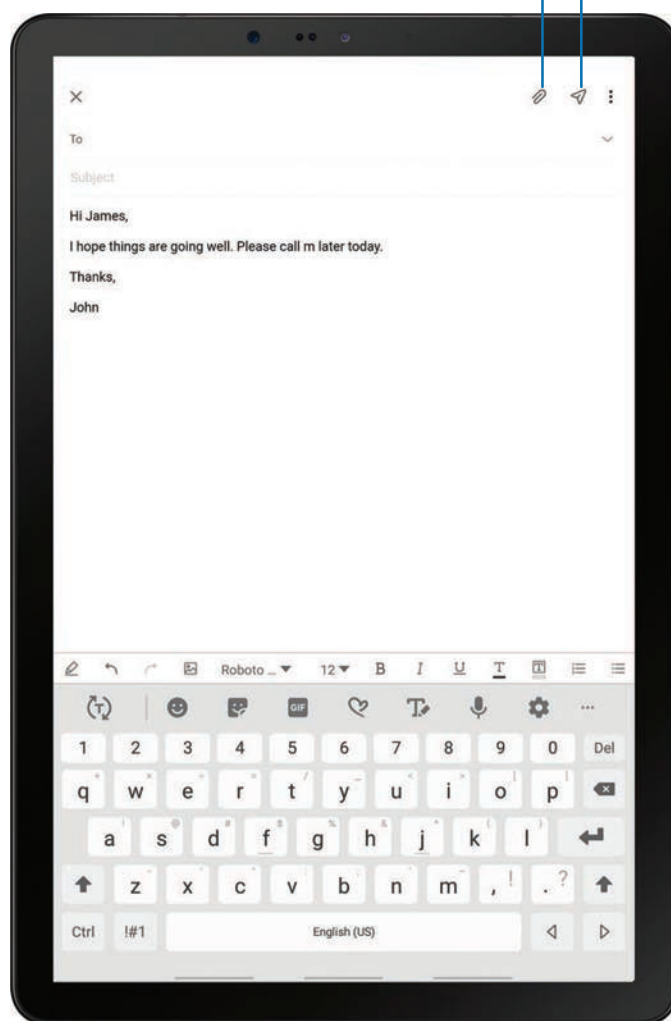 To
Subject
Hi James,
I hope things are going well. Please call m later today.
Thanks,
John
Roboto ... 12 B I U T T
T GIF T
1 2 3 4 5 6 7 8 9 0 Del
q w e r t y u i o p
a s d f g h j k l
z x c v b n m , ! . ?
Ctrl !#1 English (US)